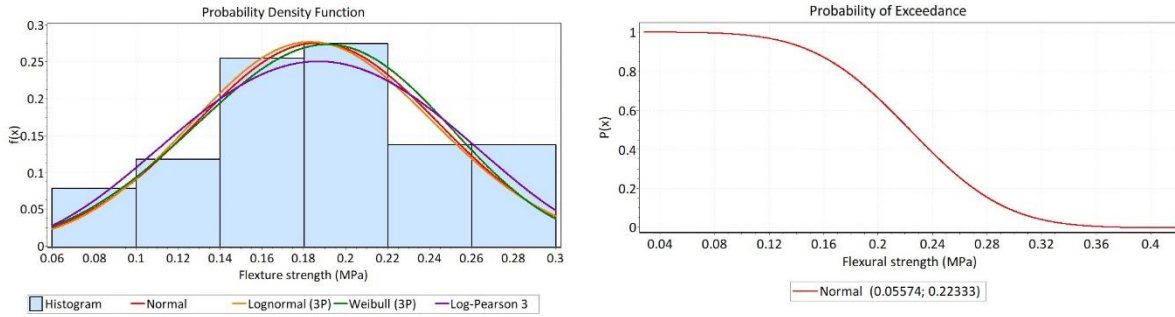 Probability Density Function
0.3
0.25
0.2
0.15
0.1
0.05
0
f(x)
0.06 0.08 0.1 0.12 0.14 0.16 0.18 0.2 0.22 0.24 0.26 0.28 0.3
Flexture strength (MPa)
Histogram Normal Lognormal (3P) Weibull (3P) Log-Pearson 3
Probability of Exceedance
1
0.8
0.6
0.4
0.2
0
P(x)
0.04 0.08 0.12 0.16 0.2 0.24 0.28 0.32 0.36 0.4
Flexural strength (MPa)
Normal (0.05574; 0.22333)